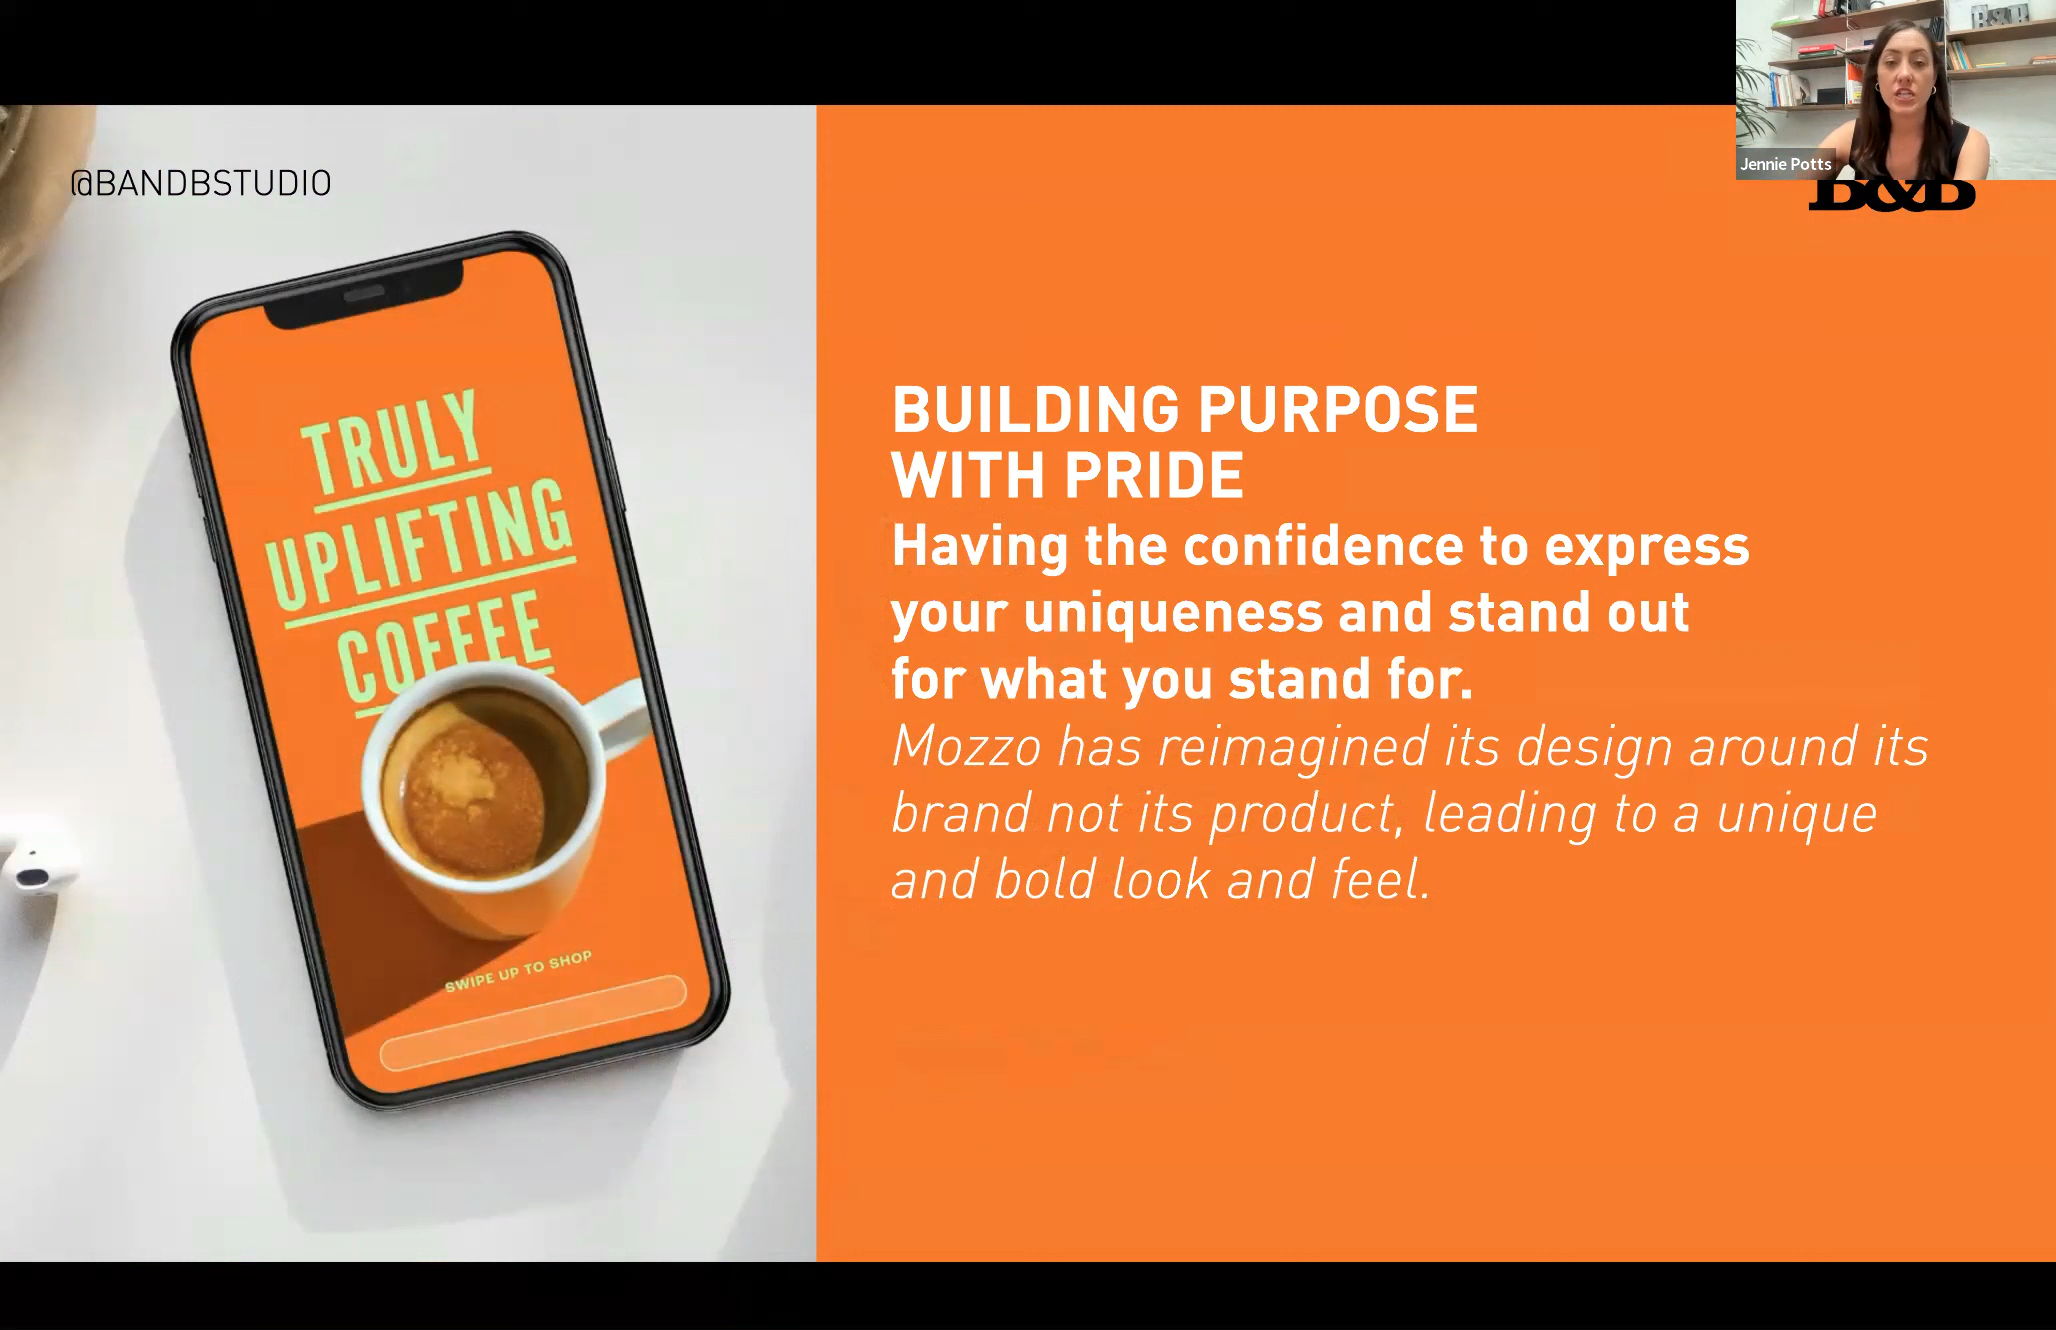 @BANDBSTUDIO
TRULY
UPLIFTING
COFFEE
SWIPE UP TO SHOP
B&B
Jennie Potts
B&B
BUILDING PURPOSE
WITH PRIDE
Having the confidence to express
your uniqueness and stand out
for what you stand for.
Mozzo has reimagined its design around its
brand not its product, leading to a unique
and bold look and feel.